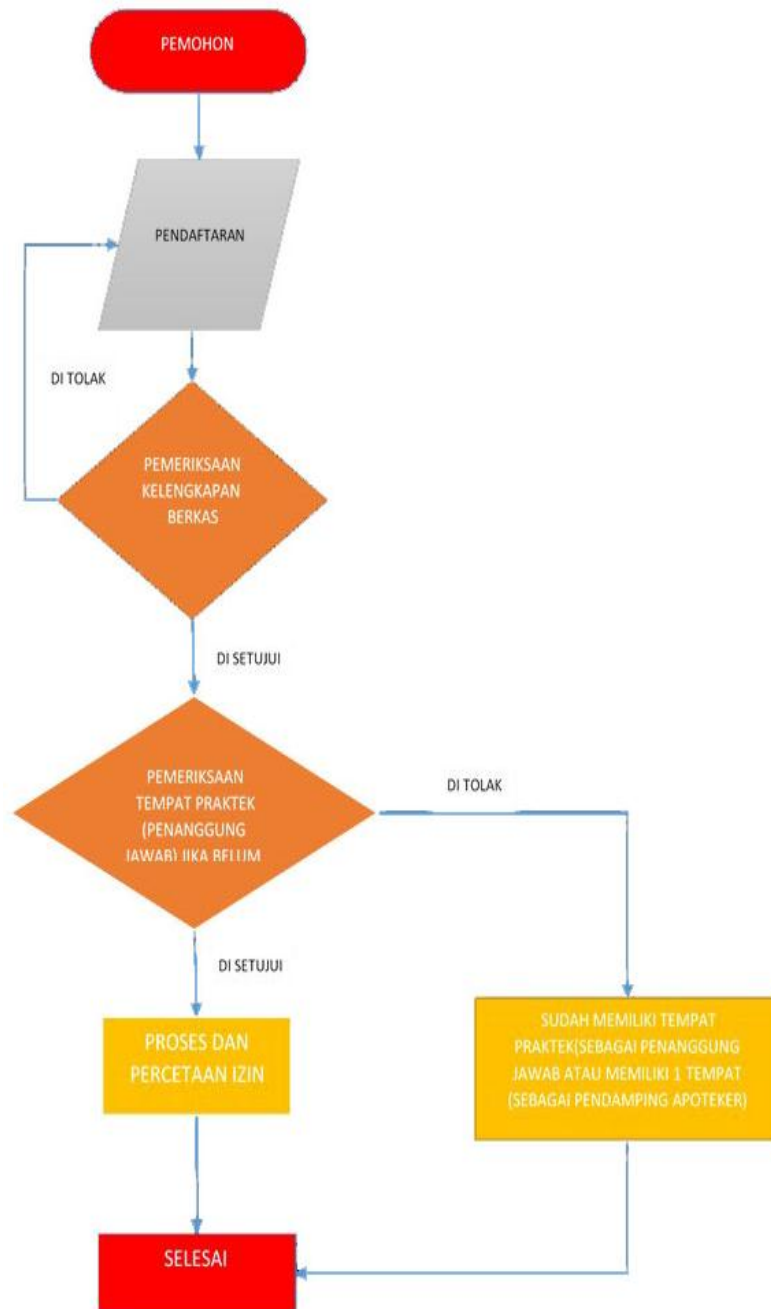 PEMOHON
PENDAFTARAN
DI TOLAK
PEMERIKSAAN
KELENGKAPAN
BERKAS
DI SETUJUI
PEMERIKSAAN
TEMPAT PRAKTEK
(PENANGGUNG
JAWAB) JIKA BELUM
DI TOLAK
DI SETUJUI
PROSES DAN
PERCETAAN IZIN
SUDAH MEMILIKI TEMPAT
PRAKTEK(SEBAGAI PENANGGUNG
JAWAB ATAU MEMILIKI 1 TEMPAT
(SEBAGAI PENDAMPING APOTEKER)
SELESAI